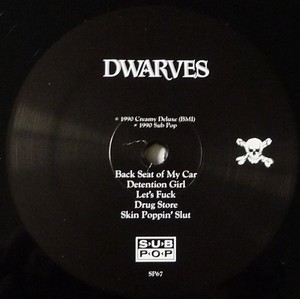 DWARVES
℗ 1990 Creamy Deluxe (BMI)
℗ 1990 Sub Pop
Back Seat of My Car
Detention Girl
Let's Fuck
Drug Store
Skin Poppin' Slut
SUB
POP
SP67